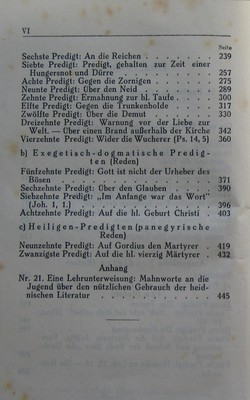 VI
Seite
Sechste Predigt: An die Reichen . . . . . . 239
Siebte Predigt: Predigt, gehalten zur Zeit einer
Hungersnot und Dürre . . . . . . . . 257
Achte Predigt: Gegen die Zornigen . . . . . 275
Neunte Predigt: Über den Neid . . . . . . 289
Zehnte Predigt: Ermahnung zur hl. Taufe . . . 300
Elfte Predigt: Gegen die Trunkenholde . . . . 317
Zwölfte Predigt: Über die Demut . . . . . 330
Dreizehnte Predigt: Warnung vor der Liebe zur
Welt. — Über einen Brand außerhalb der Kirche 342
Vierzehnte Predigt: Wider die Wucherer (Ps. 14, 5) 360
b) Exegetisch-dogmatische Predig-
ten (Reden)
Fünfzehnte Predigt: Gott ist nicht der Urheber des
Bösen . . . . . . . . . . . 371
Sechzehnte Predigt: Über den Glauben . . . . 390
Siebzehnte Predigt: „Im Anfange war das Wort"
(Joh. 1, 1.) . . . . . . . . . . 396
Achtzehnte Predigt: Auf die hl. Geburt Christi . . 403
c) Heiligen-Predigten (panegyrische
Reden)
Neunzehnte Predigt: Auf Gordius den Martyrer . 419
Zwanzigste Predigt: Auf die hl. vierzig Märtyrer . 432
Anhang
Nr. 21. Eine Lehrunterweisung: Mahnworte an die
Jugend über den nützlichen Gebrauch der heid-
nischen Literatur . . . . . . . . 445